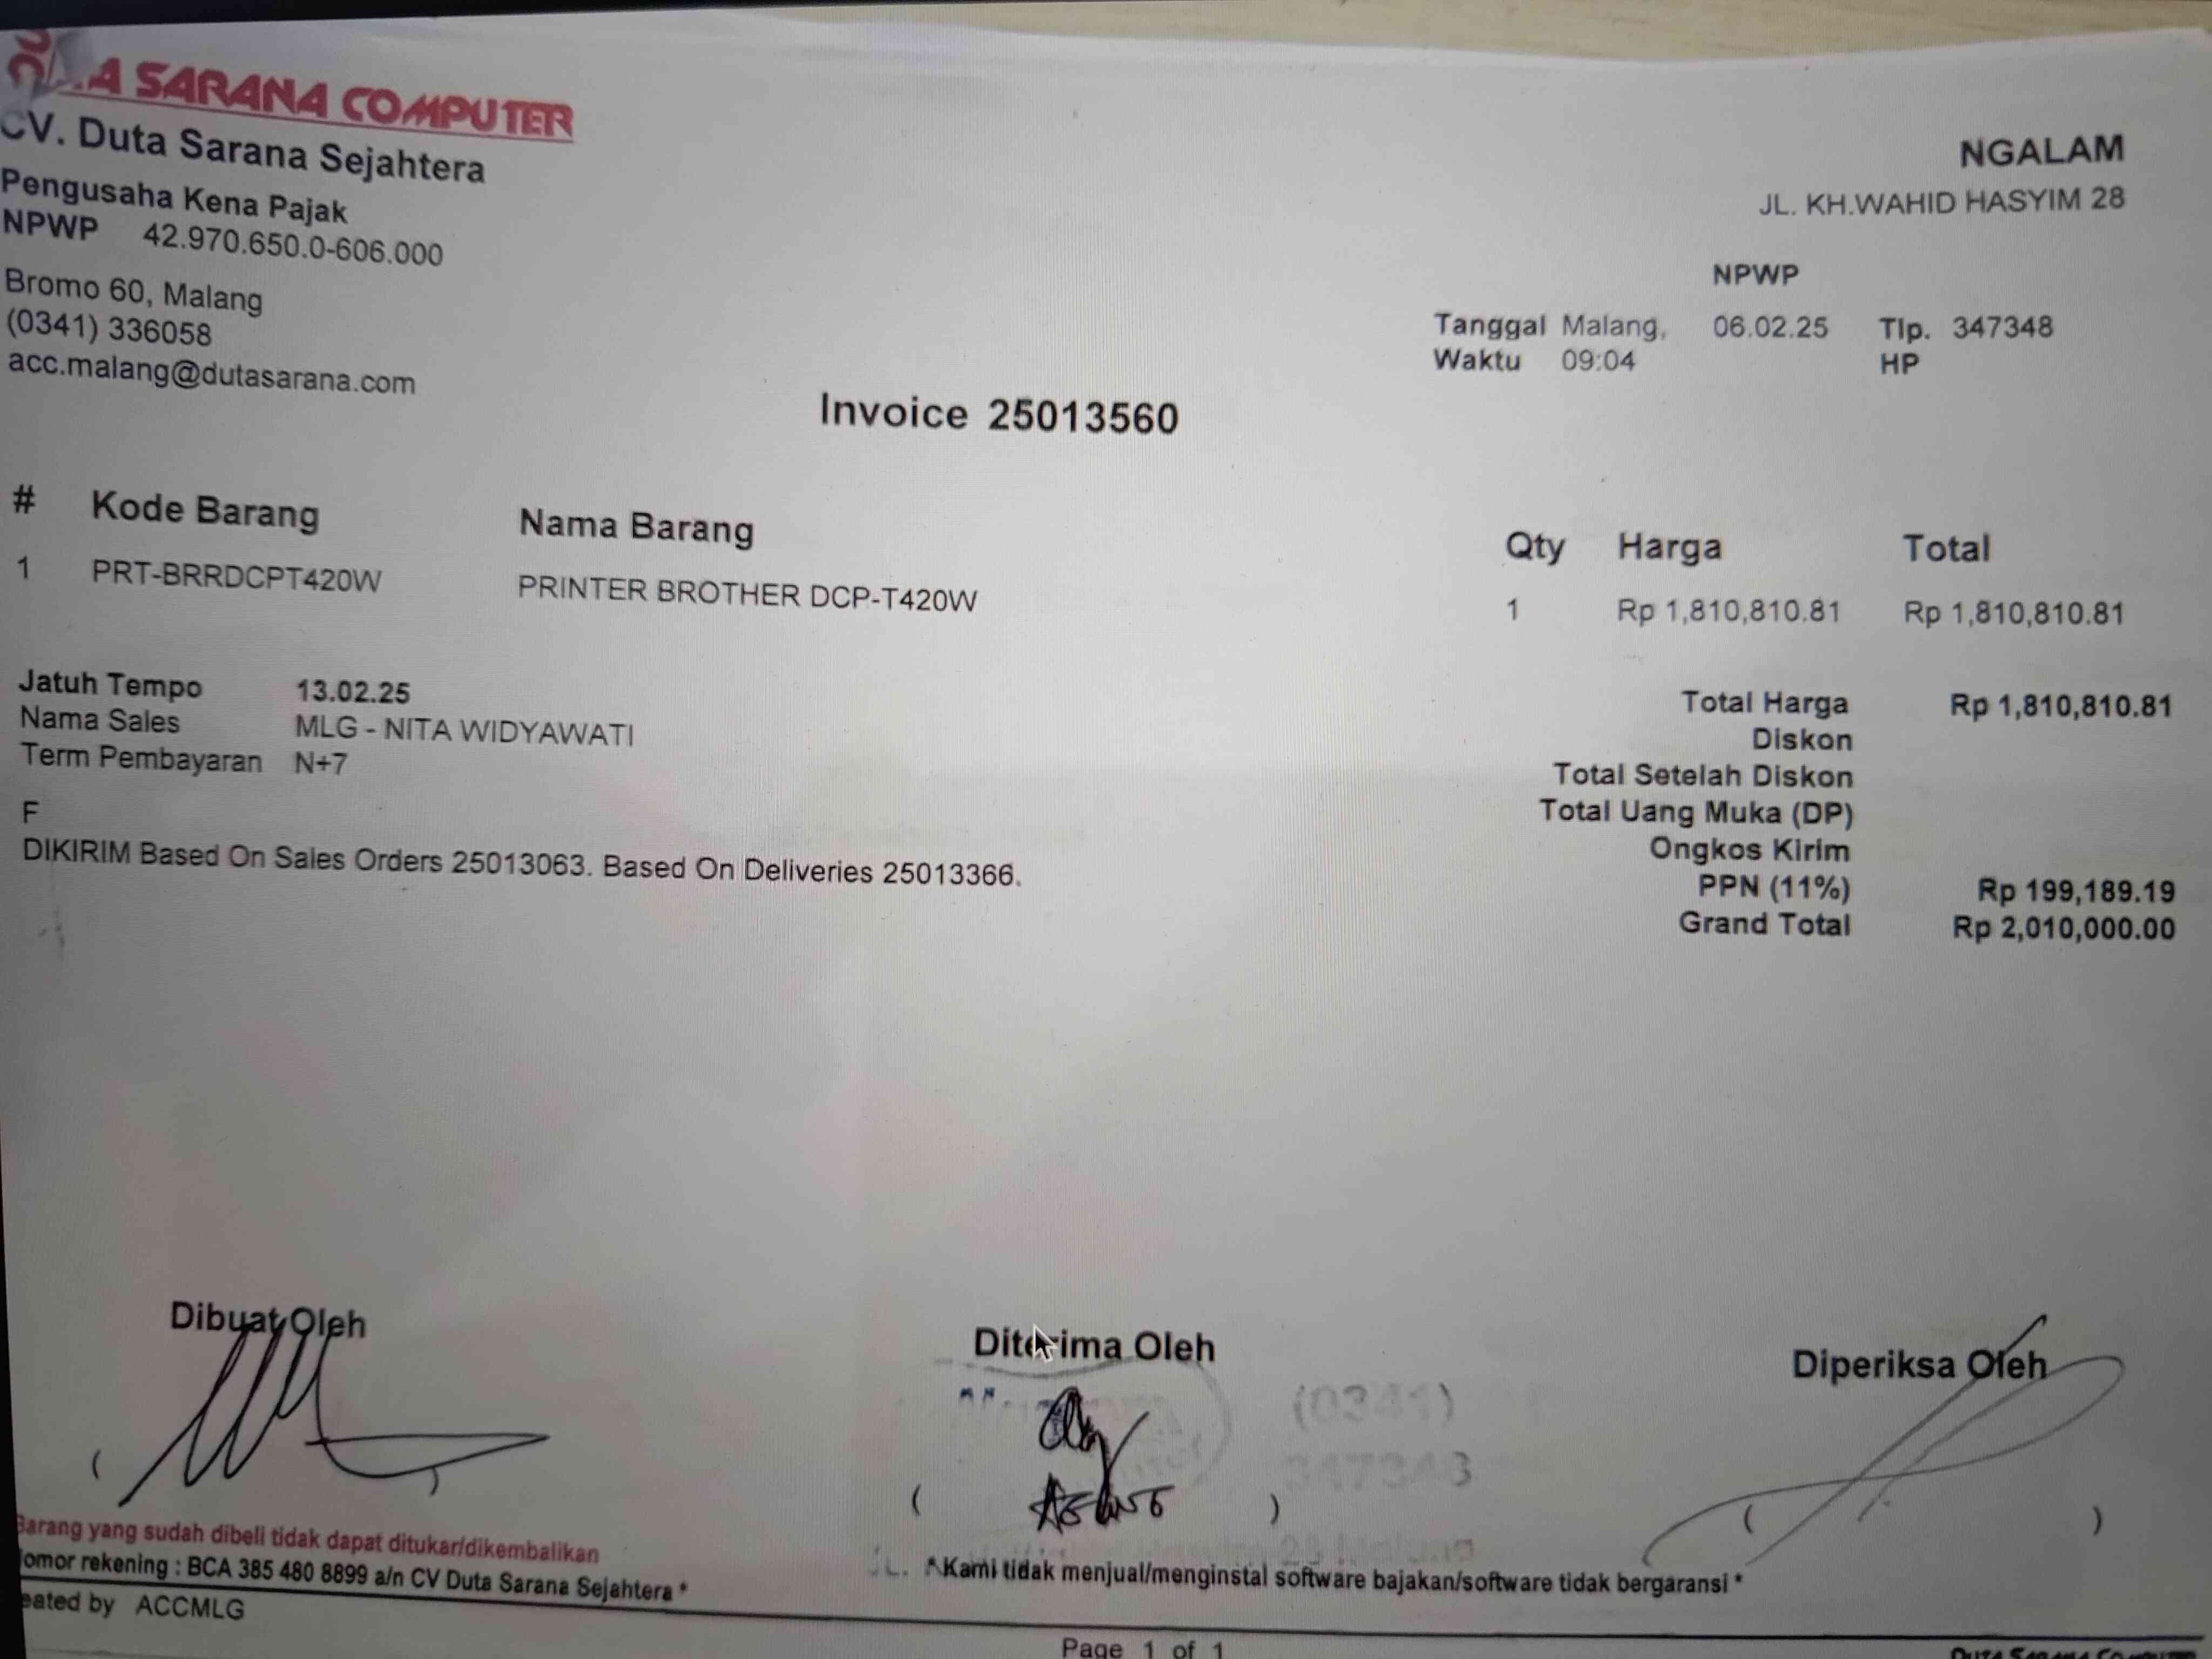 SARANA COMPUTER
CV. Duta Sarana Sejahtera
Pengusaha Kena Pajak
NPWP 42.970.650.0-606.000
Bromo 60, Malang
(0341) 336058
acc.malang@dutasarana.com
NGALAM
JL. KH.WAHID HASYIM 28
NPWP
Tanggal Malang, 06.02.25 Tlp. 347348
Waktu 09:04 HP
Invoice 25013560
# Kode Barang Nama Barang Qty Harga Total
1 PRT-BRRDCPT420W PRINTER BROTHER DCP-T420W 1 Rp 1,810,810.81 Rp 1,810,810.81
Jatuh Tempo 13.02.25
Nama Sales MLG - NITA WIDYAWATI
Term Pembayaran N+7
F
DIKIRIM Based On Sales Orders 25013063. Based On Deliveries 25013366.
Total Harga Rp 1,810,810.81
Diskon
Total Setelah Diskon
Total Uang Muka (DP)
Ongkos Kirim
PPN (11%) Rp 199,189.19
Grand Total Rp 2,010,000.00
Dibuat Oleh
Diterima Oleh
Diperiksa Oleh
(0341)
( ) ( ) ( )
Barang yang sudah dibeli tidak dapat ditukar/dikembalikan
omor rekening : BCA 385 480 8899 a/n CV Duta Sarana Sejahtera *
* Kami tidak menjual/menginstal software bajakan/software tidak bergaransi *
eated by ACCMLG
Page 1 of 1
DUTA SARANA COMPUTER